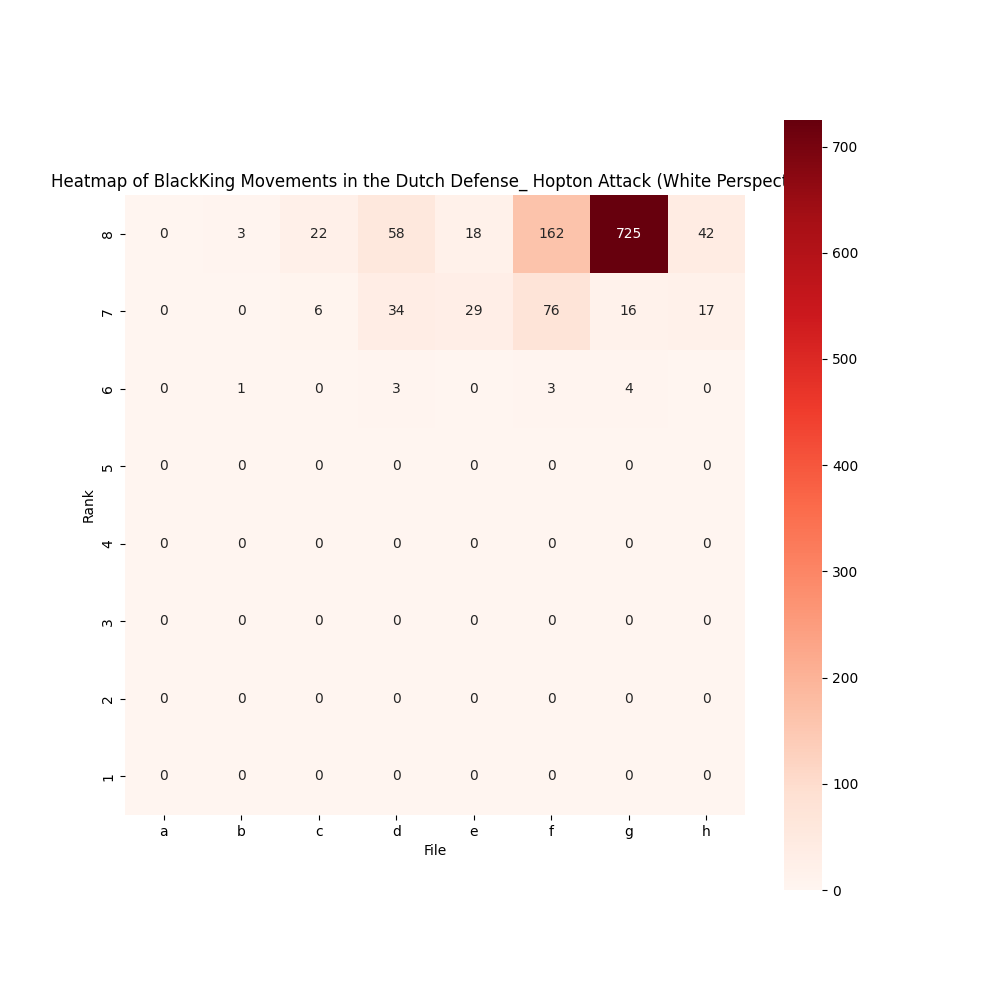 Heatmap of BlackKing Movements in the Dutch Defense_ Hopton Attack (White Perspect
8 0 3 22 58 18 162 725 42
7 0 0 6 34 29 76 16 17
6 0 1 0 3 0 3 4 0
5 0 0 0 0 0 0 0 0
4 0 0 0 0 0 0 0 0
3 0 0 0 0 0 0 0 0
2 0 0 0 0 0 0 0 0
1 0 0 0 0 0 0 0 0
a b c d e f g h
File
Rank
700
600
500
400
300
200
100
0